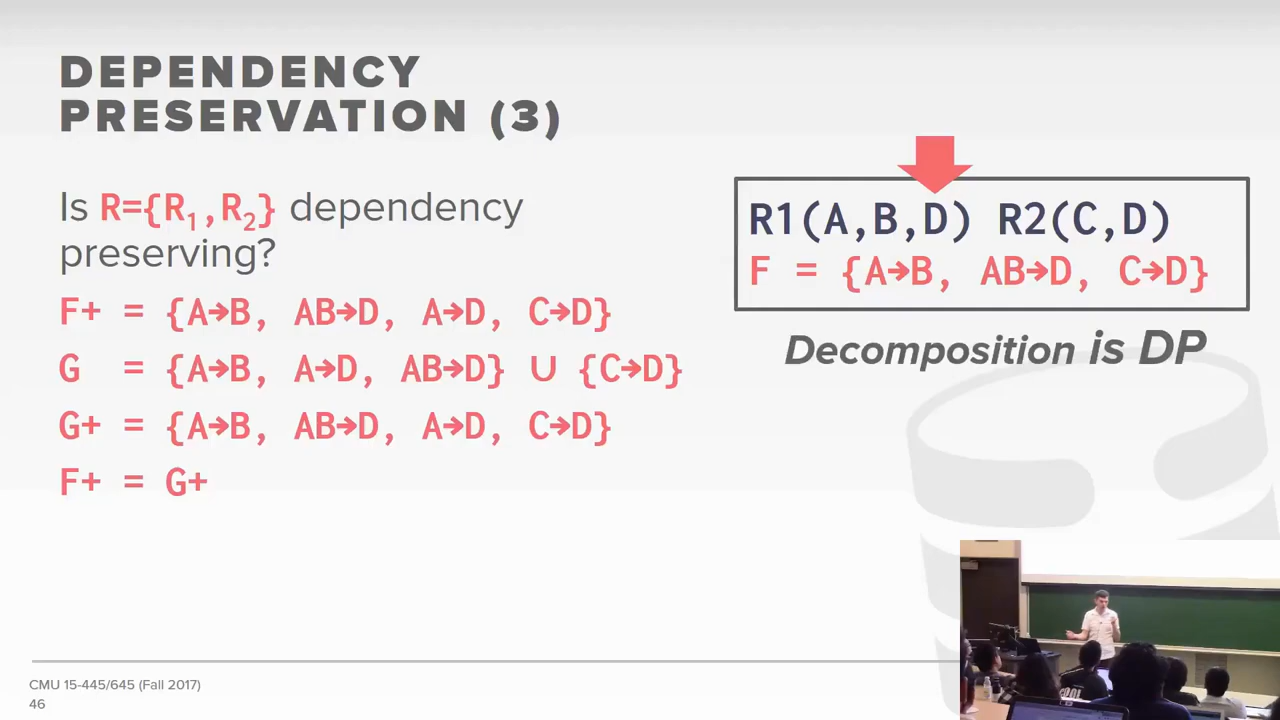 DEPENDENCY
PRESERVATION (3)
Is R={R1,R2} dependency
preserving?
F+ = {A→B, AB→D, A→D, C→D}
G = {A→B, A→D, AB→D} ∪ {C→D}
G+ = {A→B, AB→D, A→D, C→D}
F+ = G+
R1(A,B,D) R2(C,D)
F = {A→B, AB→D, C→D}
Decomposition is DP
CMU 15-445/645 (Fall 2017)
46